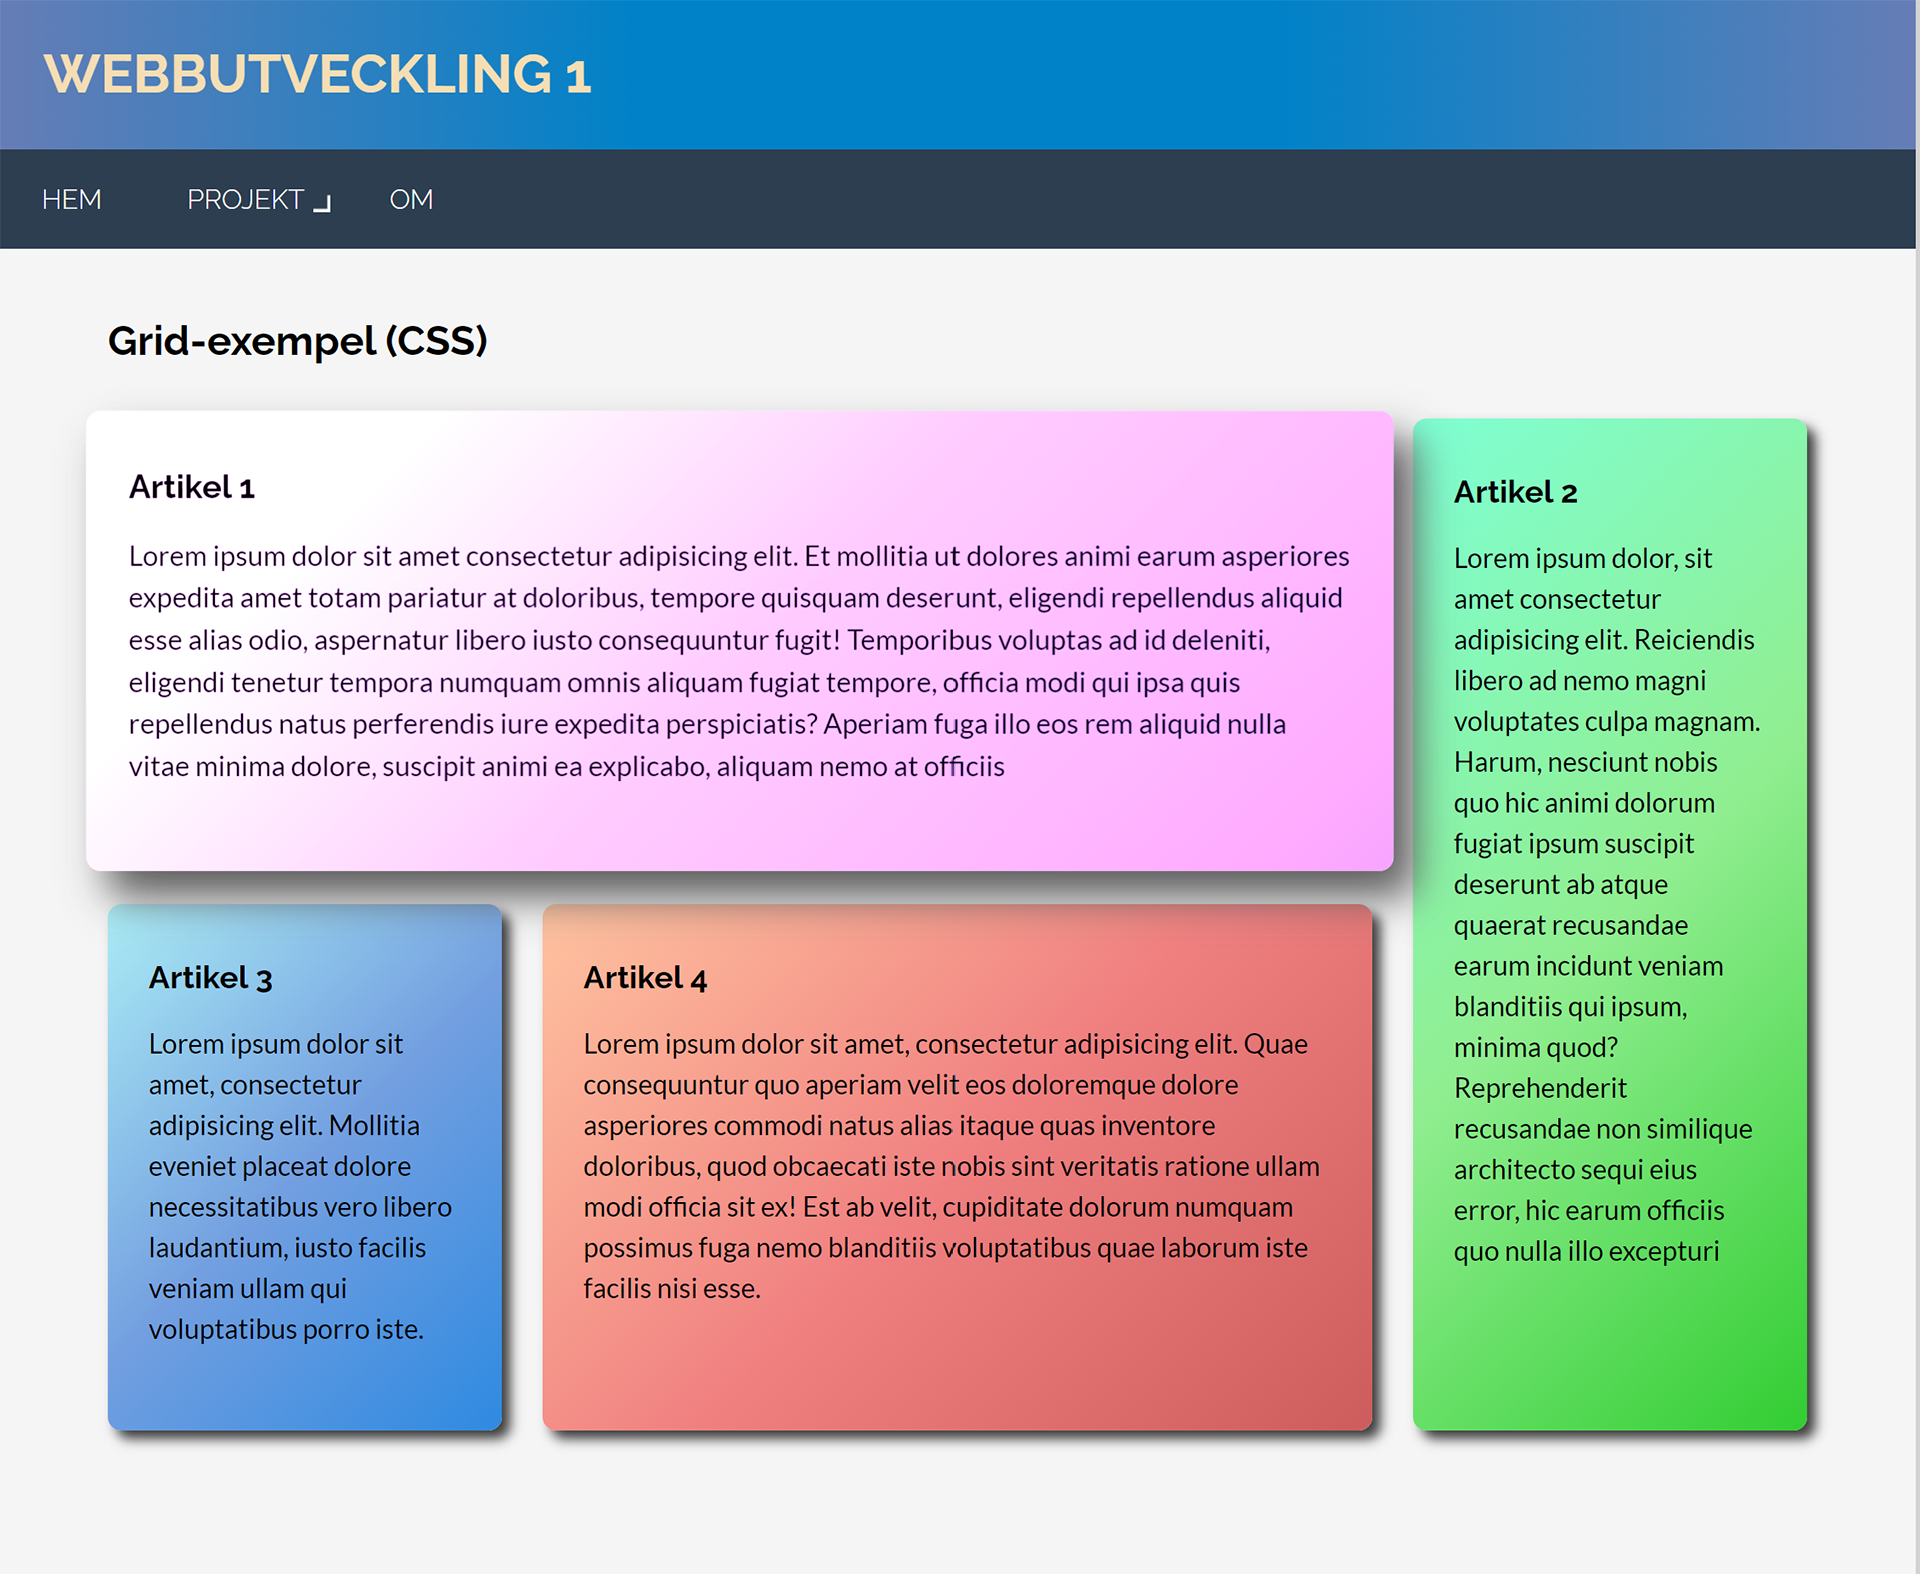 WEBBUTVECKLING 1
HEM PROJEKT OM
Grid-exempel (CSS)
Artikel 1
Lorem ipsum dolor sit amet consectetur adipisicing elit. Et mollitia ut dolores animi earum asperiores
expedita amet totam pariatur at doloribus, tempore quisquam deserunt, eligendi repellendus aliquid
esse alias odio, aspernatur libero iusto consequuntur fugit! Temporibus voluptas ad id deleniti,
eligendi tenetur tempora numquam omnis aliquam fugiat tempore, officia modi qui ipsa quis
repellendus natus perferendis iure expedita perspiciatis? Aperiam fuga illo eos rem aliquid nulla
vitae minima dolore, suscipit animi ea explicabo, aliquam nemo at officiis
Artikel 2
Lorem ipsum dolor, sit
amet consectetur
adipisicing elit. Reiciendis
libero ad nemo magni
voluptates culpa magnam.
Harum, nesciunt nobis
quo hic animi dolorum
fugiat ipsum suscipit
deserunt ab atque
quaerat recusandae
earum incidunt veniam
blanditiis qui ipsum,
minima quod?
Reprehenderit
recusandae non similique
architecto sequi eius
error, hic earum officiis
quo nulla illo excepturi
Artikel 3
Lorem ipsum dolor sit
amet, consectetur
adipisicing elit. Mollitia
eveniet placeat dolore
necessitatibus vero libero
laudantium, iusto facilis
veniam ullam qui
voluptatibus porro iste.
Artikel 4
Lorem ipsum dolor sit amet, consectetur adipisicing elit. Quae
consequuntur quo aperiam velit eos doloremque dolore
asperiores commodi natus alias itaque quas inventore
doloribus, quod obcaecati iste nobis sint veritatis ratione ullam
modi officia sit ex! Est ab velit, cupiditate dolorum numquam
possimus fuga nemo blanditiis voluptatibus quae laborum iste
facilis nisi esse.